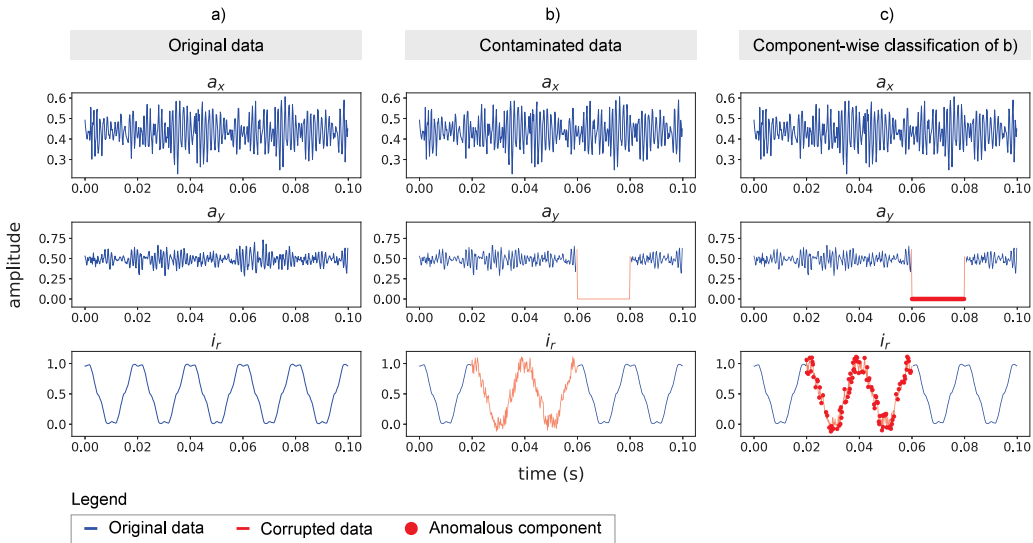 a) b) c)
Original data Contaminated data Component-wise classification of b)
a_x a_x a_x
0.6 0.6 0.6
0.5 0.5 0.5
0.4 0.4 0.4
0.3 0.3 0.3
0.00 0.02 0.04 0.06 0.08 0.10 0.00 0.02 0.04 0.06 0.08 0.10 0.00 0.02 0.04 0.06 0.08 0.10
a_y a_y a_y
0.75 0.75 0.75
0.50 0.50 0.50
0.25 0.25 0.25
0.00 0.00 0.00
0.00 0.02 0.04 0.06 0.08 0.10 0.00 0.02 0.04 0.06 0.08 0.10 0.00 0.02 0.04 0.06 0.08 0.10
amplitude
i_r i_r i_r
1.0 1.0 1.0
0.5 0.5 0.5
0.0 0.0 0.0
0.00 0.02 0.04 0.06 0.08 0.10 0.00 0.02 0.04 0.06 0.08 0.10 0.00 0.02 0.04 0.06 0.08 0.10
time (s)
Legend
Original data Corrupted data Anomalous component